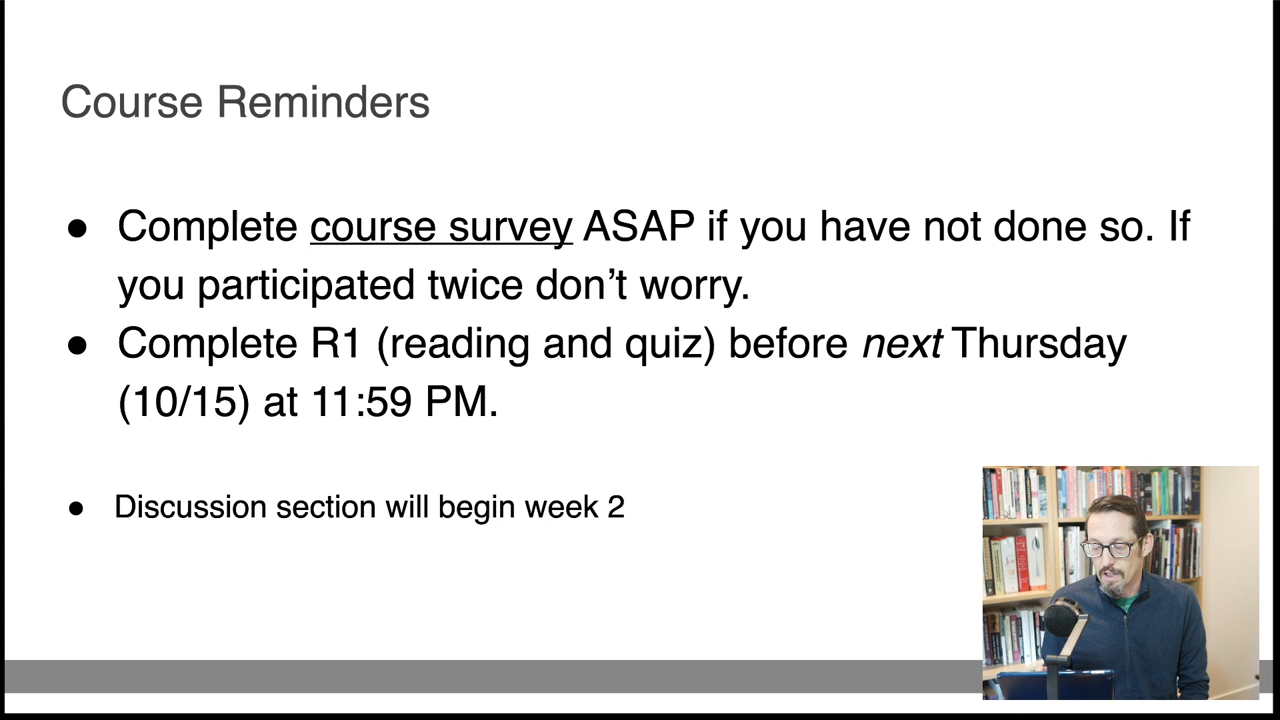 Course Reminders
● Complete course survey ASAP if you have not done so. If
you participated twice don’t worry.
● Complete R1 (reading and quiz) before next Thursday
(10/15) at 11:59 PM.
● Discussion section will begin week 2